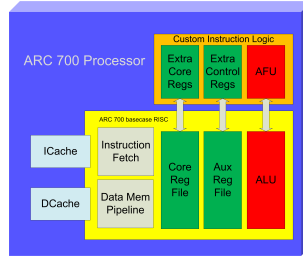 Custom Instruction Logic
ARC 700 Processor
Extra
Core
Regs
Extra
Control
Regs
AFU
ARC 700 basecase RISC
ICache
Instruction
Fetch
DCache
Data Mem
Pipeline
Core
Reg
File
Aux
Reg
File
ALU